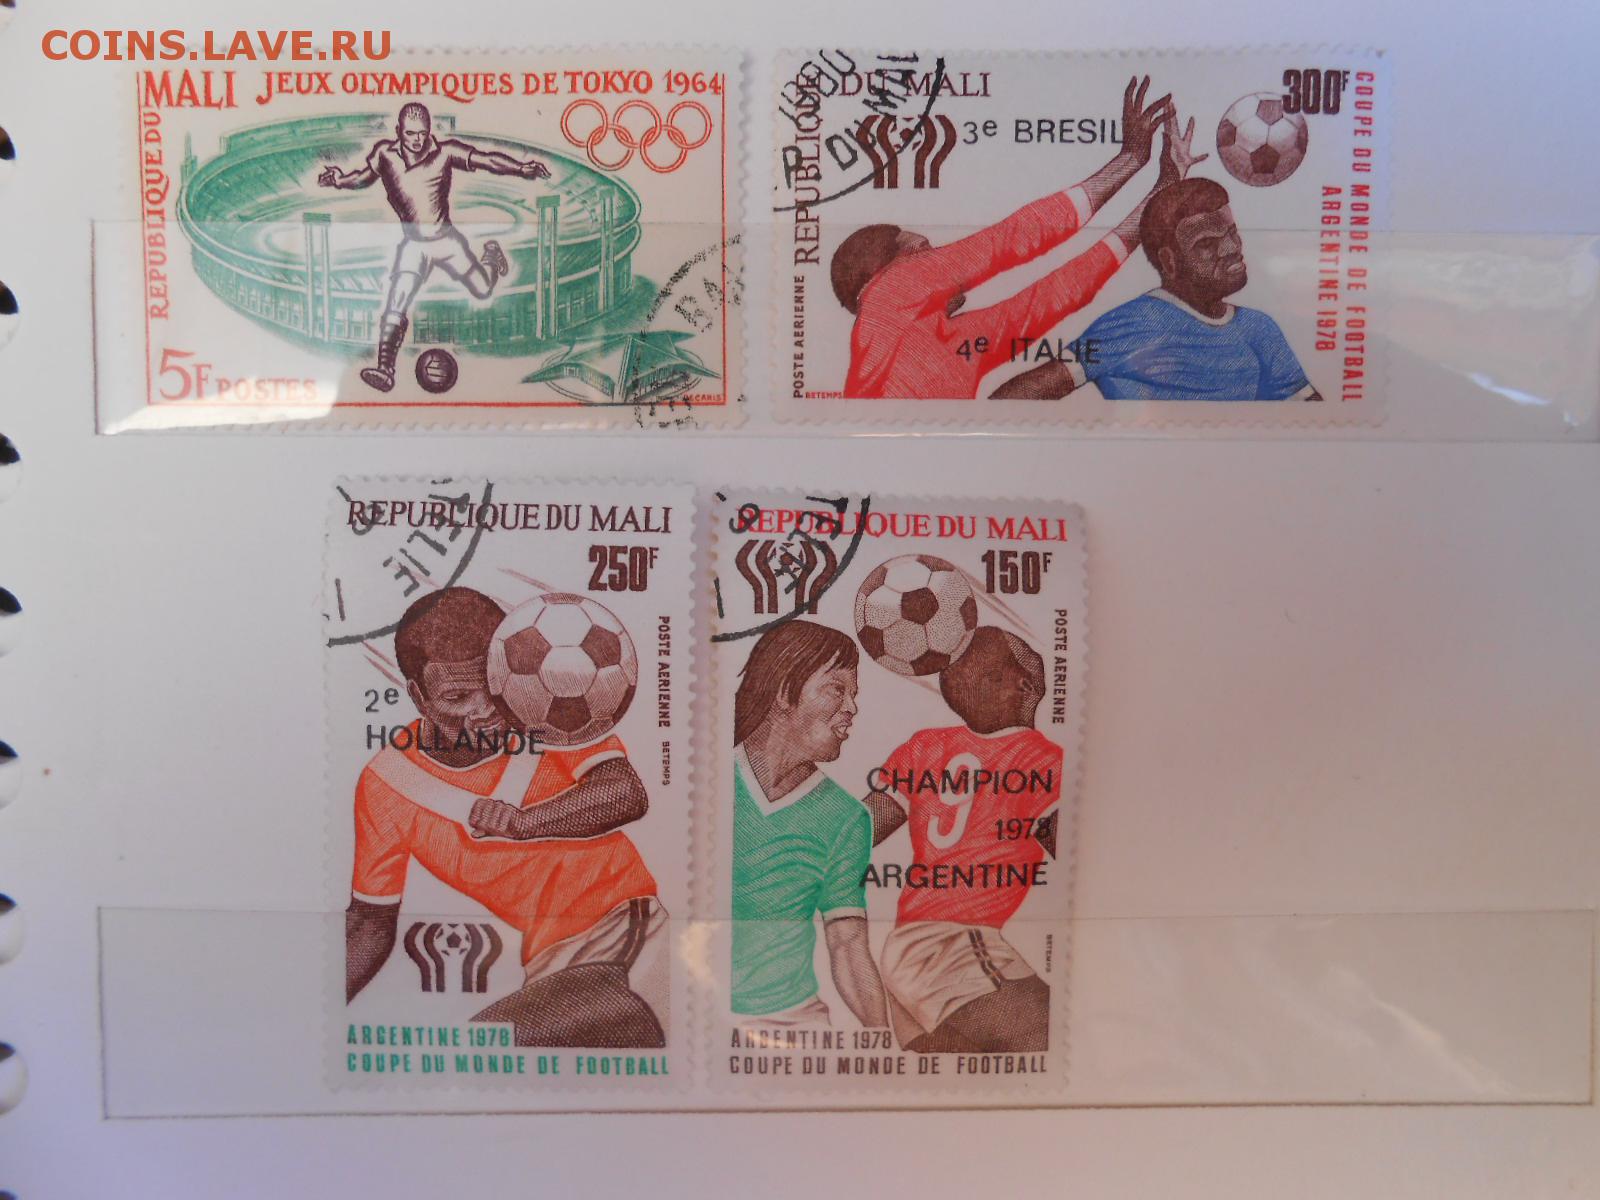 COINS.LAVE.RU
MALI JEUX OLYMPIQUES DE TOKYO 1964
REPUBLIQUE DU
5F POSTES
DECARIS
REPUBLIQUE DU MALI
300F
3e BRESIL
4e ITALIE
POSTE AERIENNE
BETEMPS
COUPE DU MONDE DE FOOTBALL
ARGENTINE 1978
REPUBLIQUE DU MALI
250F
POSTE AERIENNE BETEMPS
2e
HOLLANDE
ARGENTINE 1978
COUPE DU MONDE DE FOOTBALL
REPUBLIQUE DU MALI
150F
POSTE AERIENNE
9
CHAMPION
1978
ARGENTINE
BETEMPS
ARGENTINE 1978
COUPE DU MONDE DE FOOTBALL